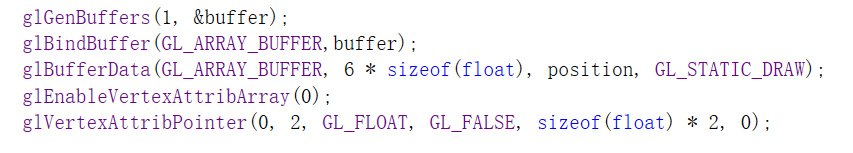 glGenBuffers(1, &buffer);
glBindBuffer(GL_ARRAY_BUFFER,buffer);
glBufferData(GL_ARRAY_BUFFER, 6 * sizeof(float), position, GL_STATIC_DRAW);
glEnableVertexAttribArray(0);
glVertexAttribPointer(0, 2, GL_FLOAT, GL_FALSE, sizeof(float) * 2, 0);